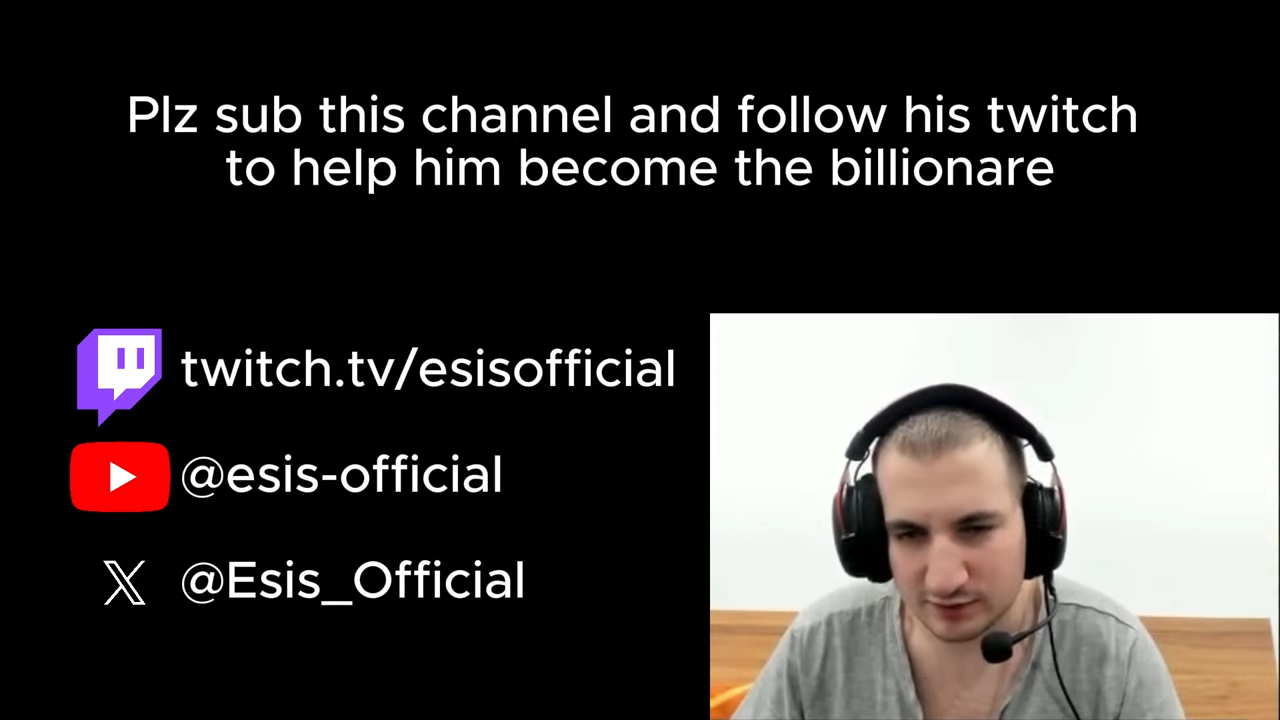 Plz sub this channel and follow his twitch
to help him become the billionare
twitch.tv/esisofficial
@esis-official
@Esis_Official